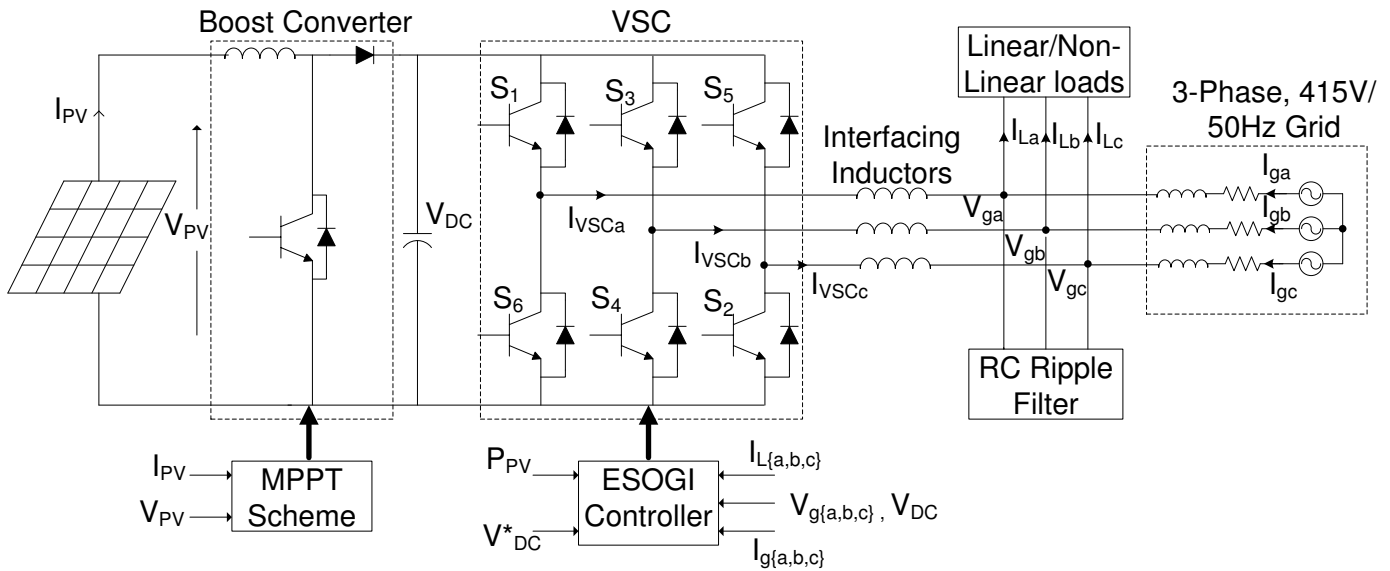 Boost Converter
VSC
Linear/Non-
Linear loads
3-Phase, 415V/
50Hz Grid
I_PV
V_PV
V_DC
S_1
S_3
S_5
S_6
S_4
S_2
I_VSCa
I_VSCb
I_VSCc
Interfacing
Inductors
I_La
I_Lb
I_Lc
V_ga
V_gb
V_gc
I_ga
I_gb
I_gc
RC Ripple
Filter
I_PV
V_PV
MPPT
Scheme
P_PV
V*_DC
ESOGI
Controller
I_L{a,b,c}
V_g{a,b,c} , V_DC
I_g{a,b,c}